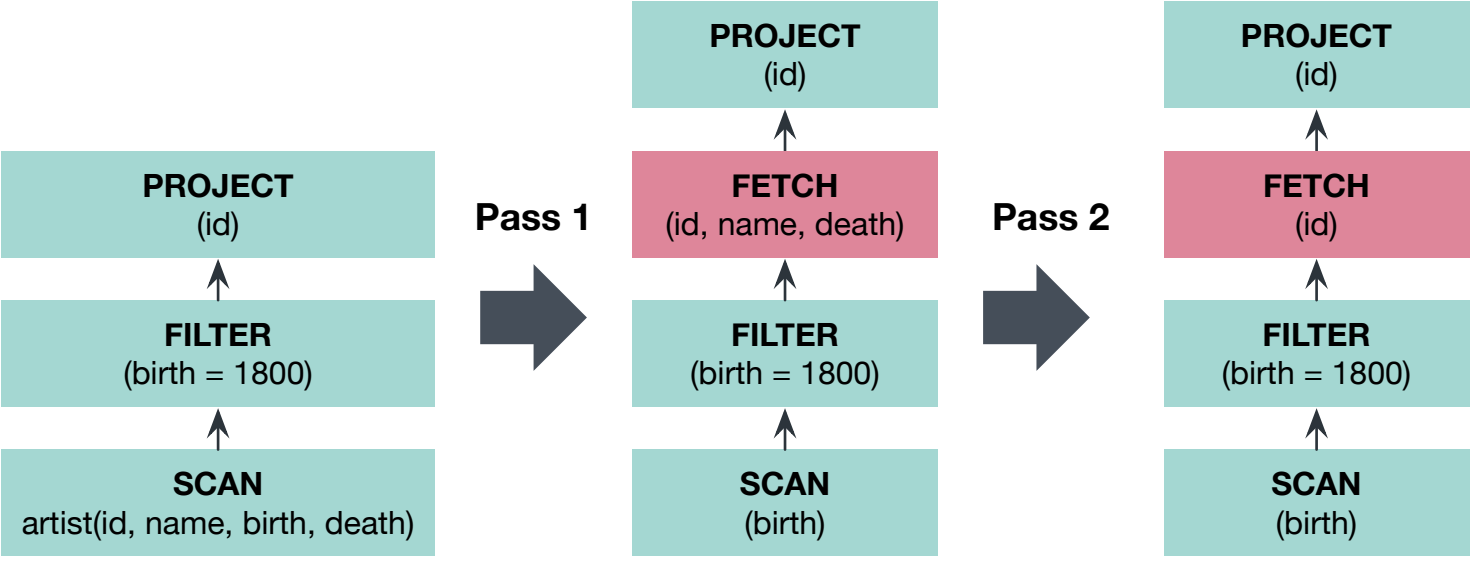 PROJECT
(id)
FILTER
(birth = 1800)
SCAN
artist(id, name, birth, death)
Pass 1
PROJECT
(id)
FETCH
(id, name, death)
FILTER
(birth = 1800)
SCAN
(birth)
Pass 2
PROJECT
(id)
FETCH
(id)
FILTER
(birth = 1800)
SCAN
(birth)